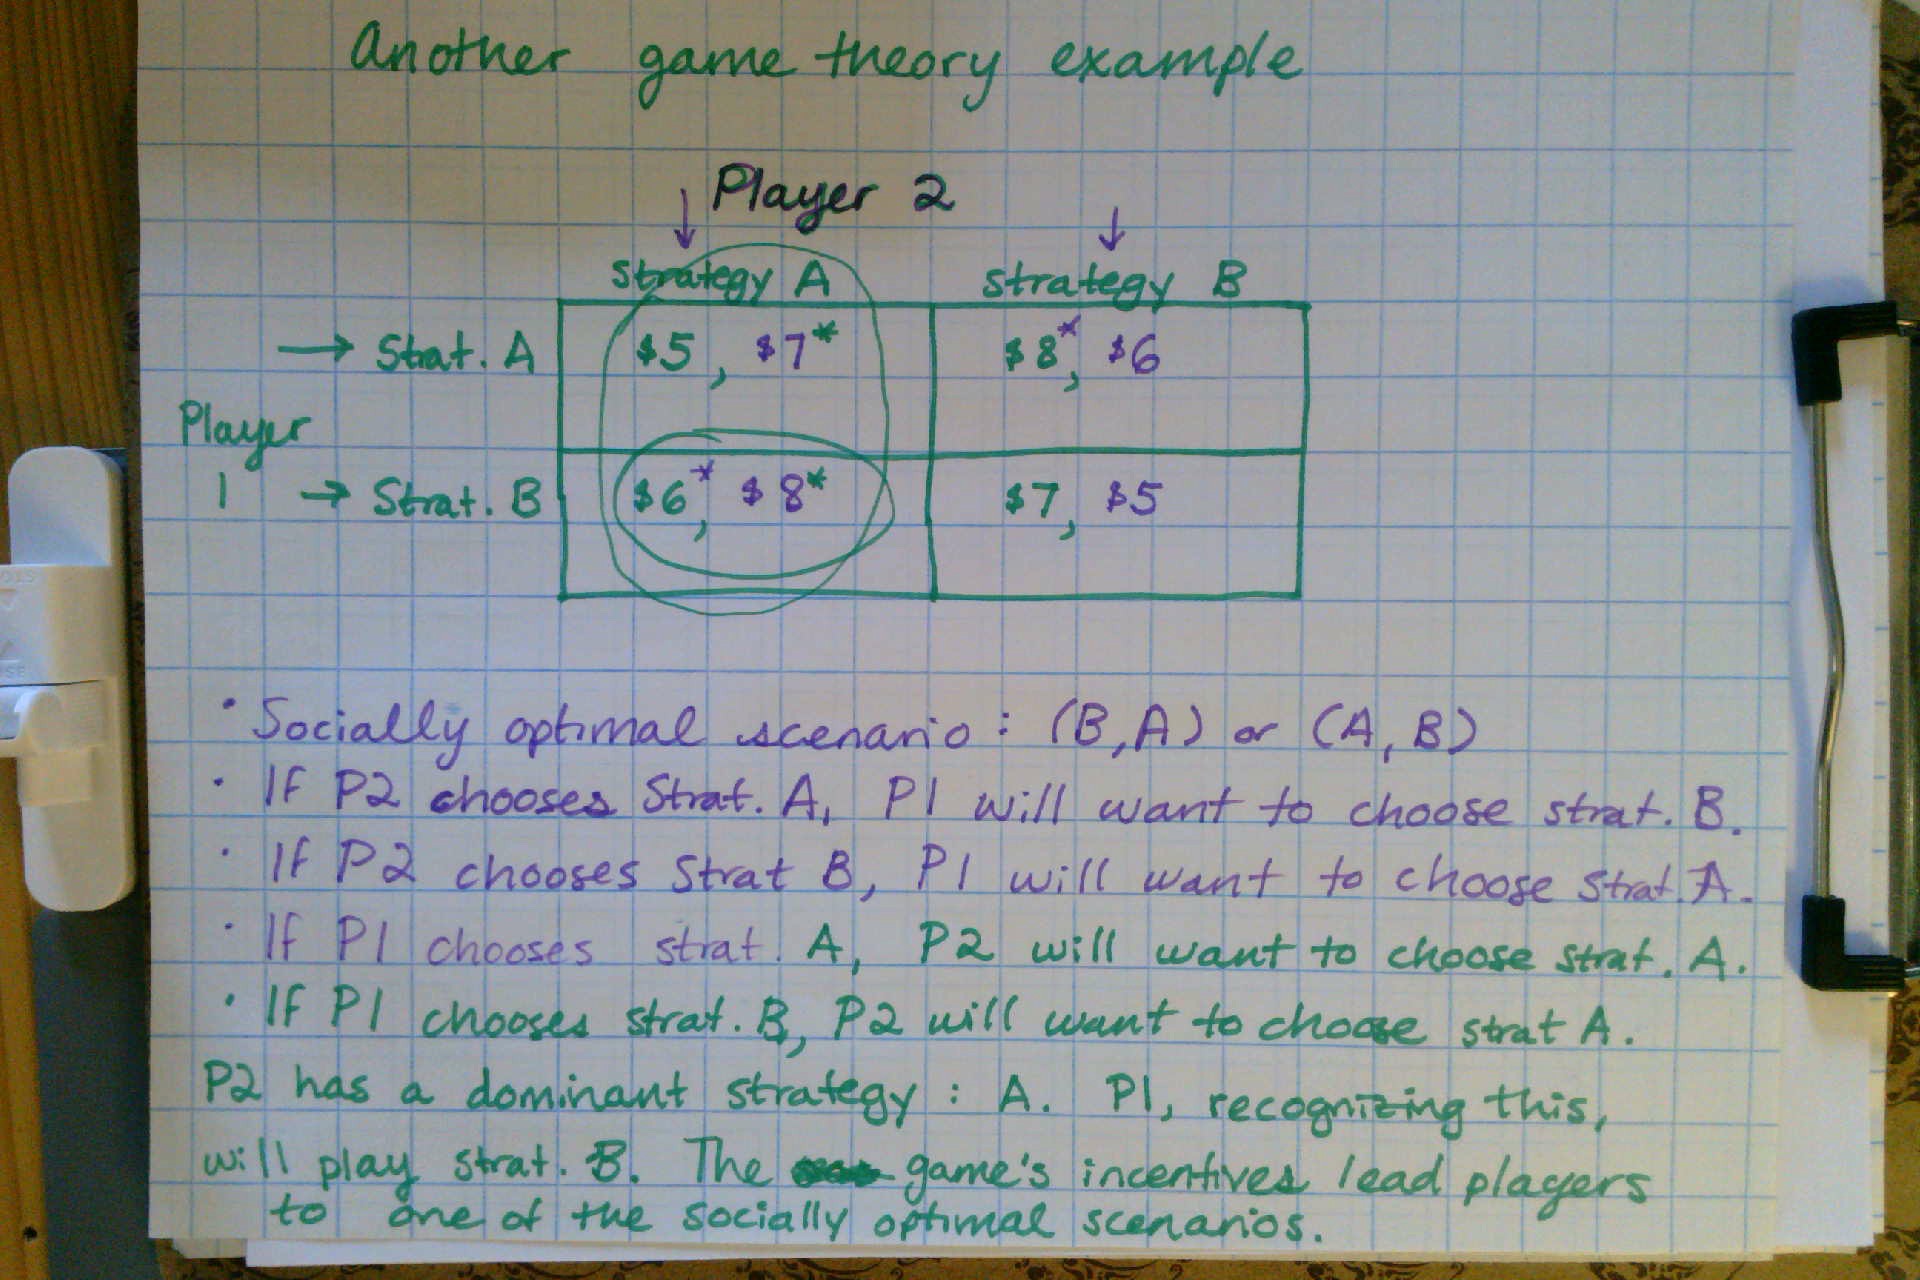 Another game theory example
↓ Player 2 ↓
Strategy A strategy B
→ Strat. A $5, $7* $8*, $6
Player
1 → Strat. B $6*, $8* $7, $5
• Socially optimal scenario: (B,A) or (A,B)
• If P2 chooses Strat. A, P1 will want to choose strat. B.
• If P2 chooses Strat B, P1 will want to choose Strat. A.
• If P1 chooses strat. A, P2 will want to choose strat. A.
• If P1 chooses strat. B, P2 will want to choose strat A.
P2 has a dominant strategy: A. P1, recognizing this,
will play strat. B. The game's incentives lead players
to one of the socially optimal scenarios.